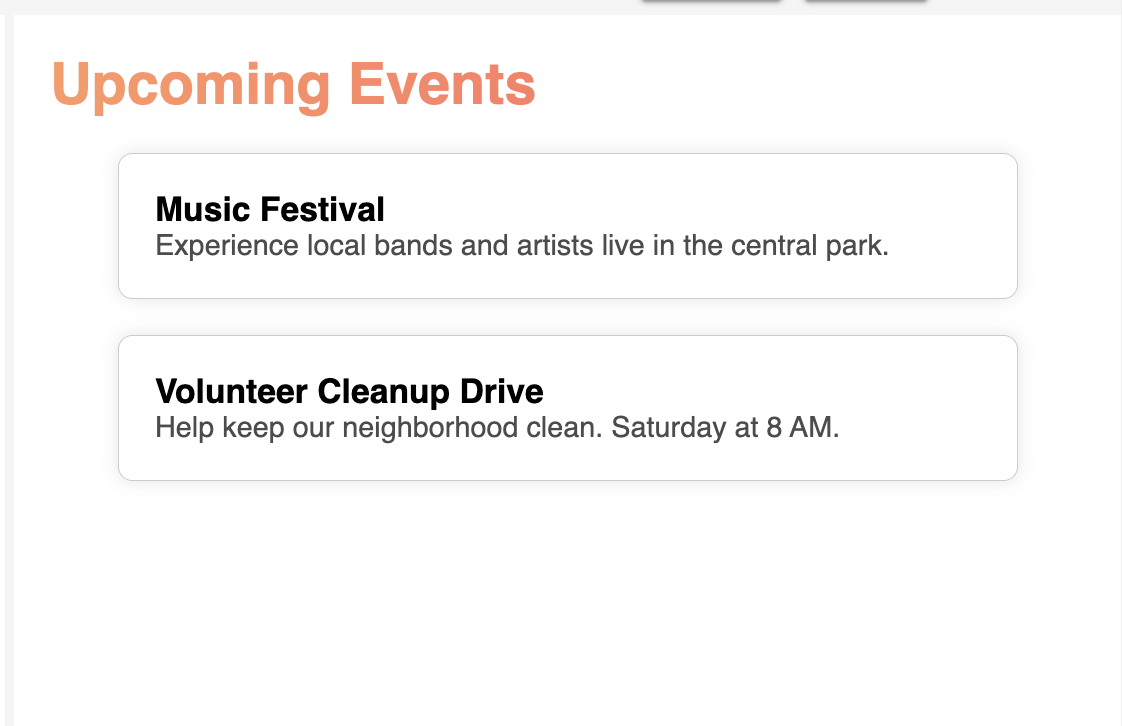 Upcoming Events
Music Festival
Experience local bands and artists live in the central park.
Volunteer Cleanup Drive
Help keep our neighborhood clean. Saturday at 8 AM.